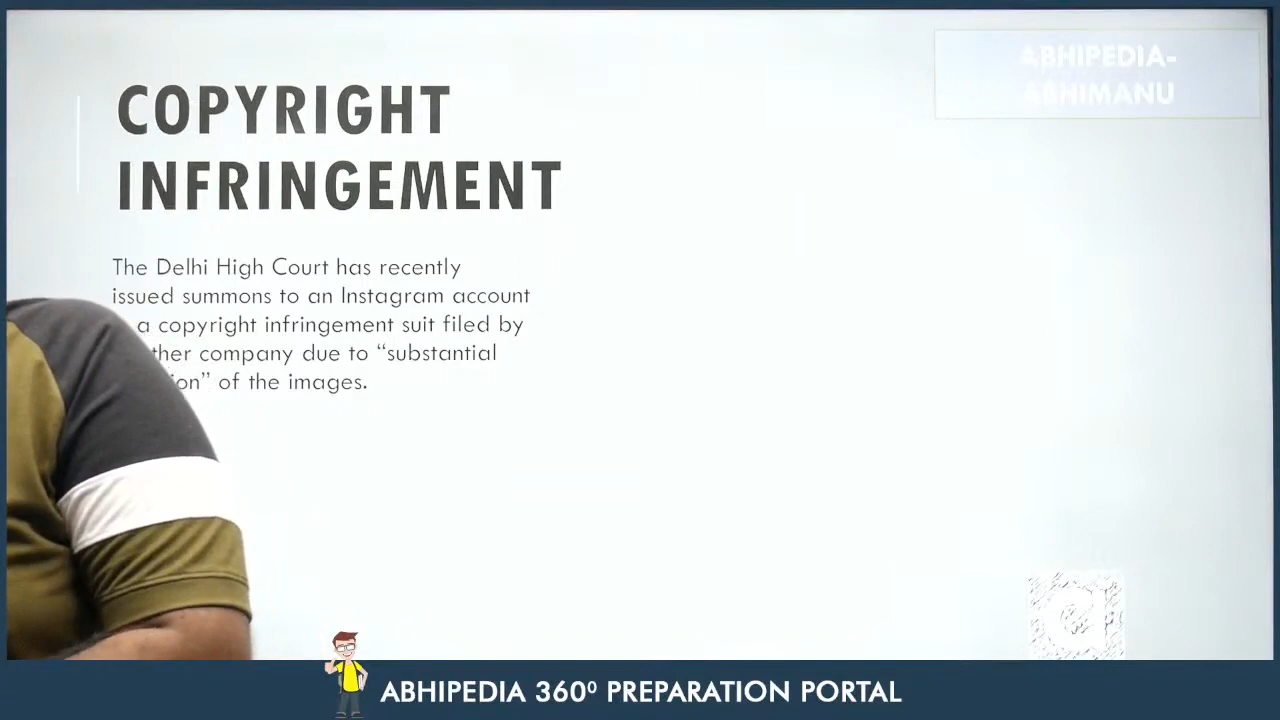 ABHIPEDIA-
ABHIMANU
COPYRIGHT
INFRINGEMENT
The Delhi High Court has recently
issued summons to an Instagram account
a copyright infringement suit filed by
company due to “substantial
of the images.
ABHIPEDIA 360⁰ PREPARATION PORTAL